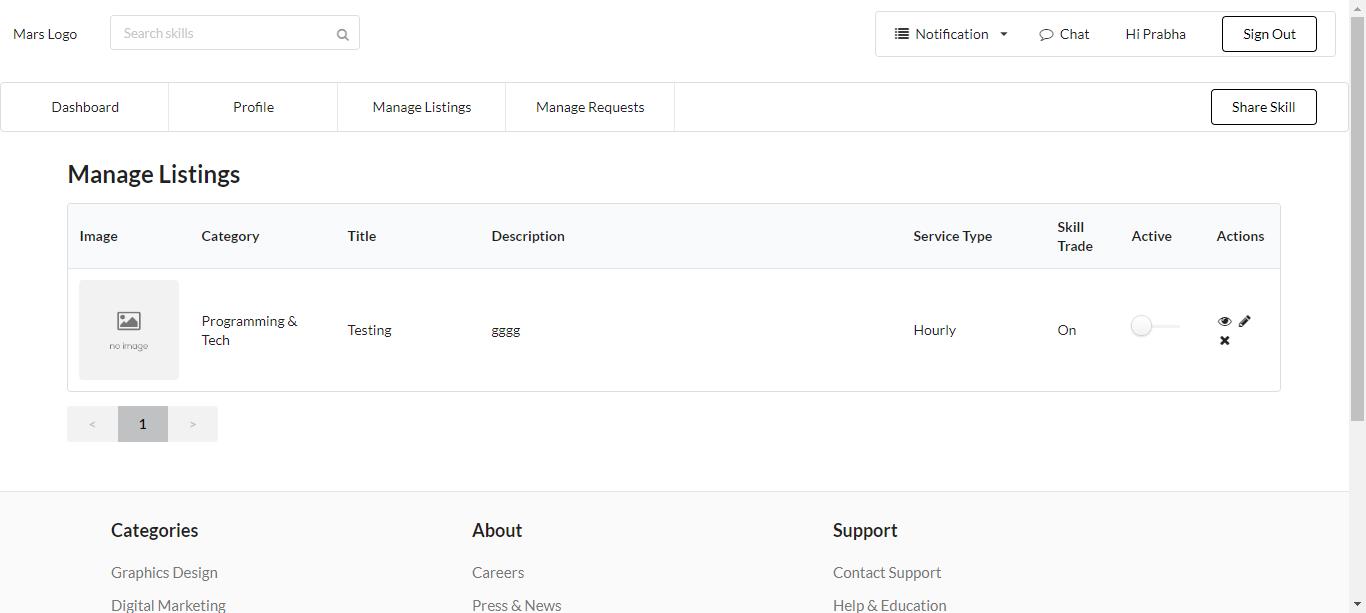 Mars Logo
Search skills
Notification
Chat
Hi Prabha
Sign Out
Dashboard
Profile
Manage Listings
Manage Requests
Share Skill
Manage Listings
Image
Category
Title
Description
Service Type
Skill
Trade
Active
Actions
no image
Programming &
Tech
Testing
gggg
Hourly
On
<
1
>
Categories
About
Support
Graphics Design
Careers
Contact Support
Digital Marketing
Press & News
Help & Education